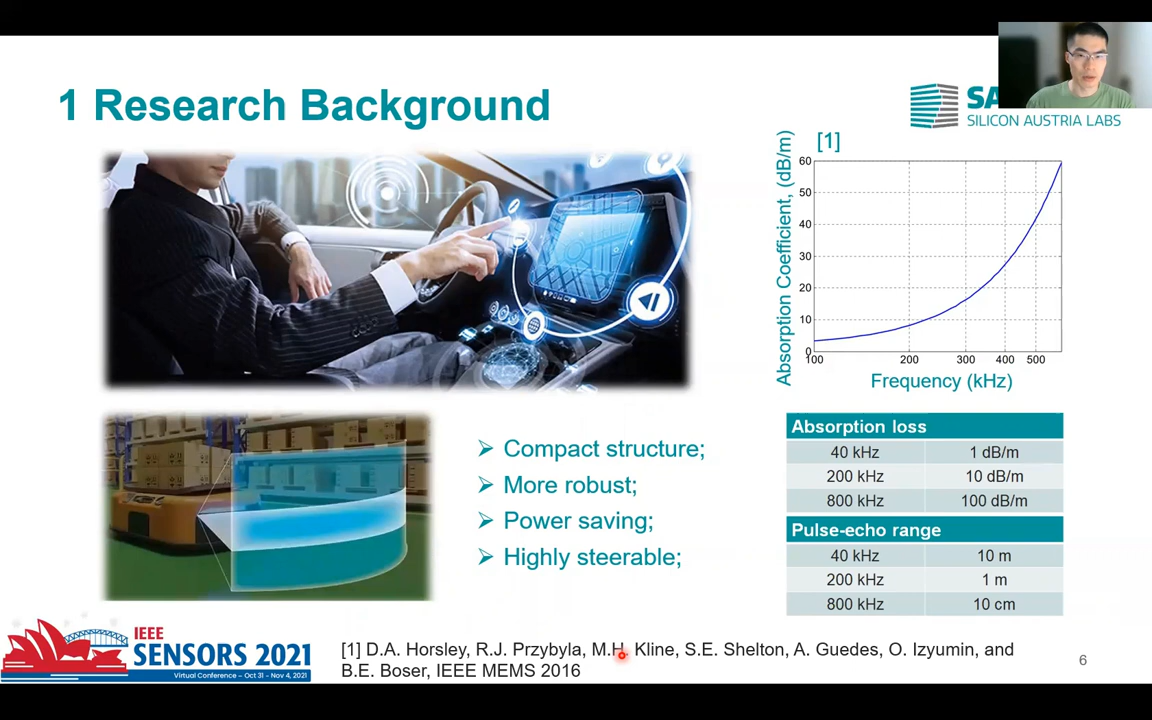 1 Research Background
SILICON AUSTRIA LABS
[1]
Absorption Coefficient, (dB/m)
60
50
40
30
20
10
0
100 200 300 400 500
Frequency (kHz)
Compact structure;
More robust;
Power saving;
Highly steerable;
Absorption loss
40 kHz 1 dB/m
200 kHz 10 dB/m
800 kHz 100 dB/m
Pulse-echo range
40 kHz 10 m
200 kHz 1 m
800 kHz 10 cm
IEEE
SENSORS 2021
Virtual Conference – Oct 31 - Nov 4, 2021
[1] D.A. Horsley, R.J. Przybyla, M.H. Kline, S.E. Shelton, A. Guedes, O. Izyumin, and
B.E. Boser, IEEE MEMS 2016
6